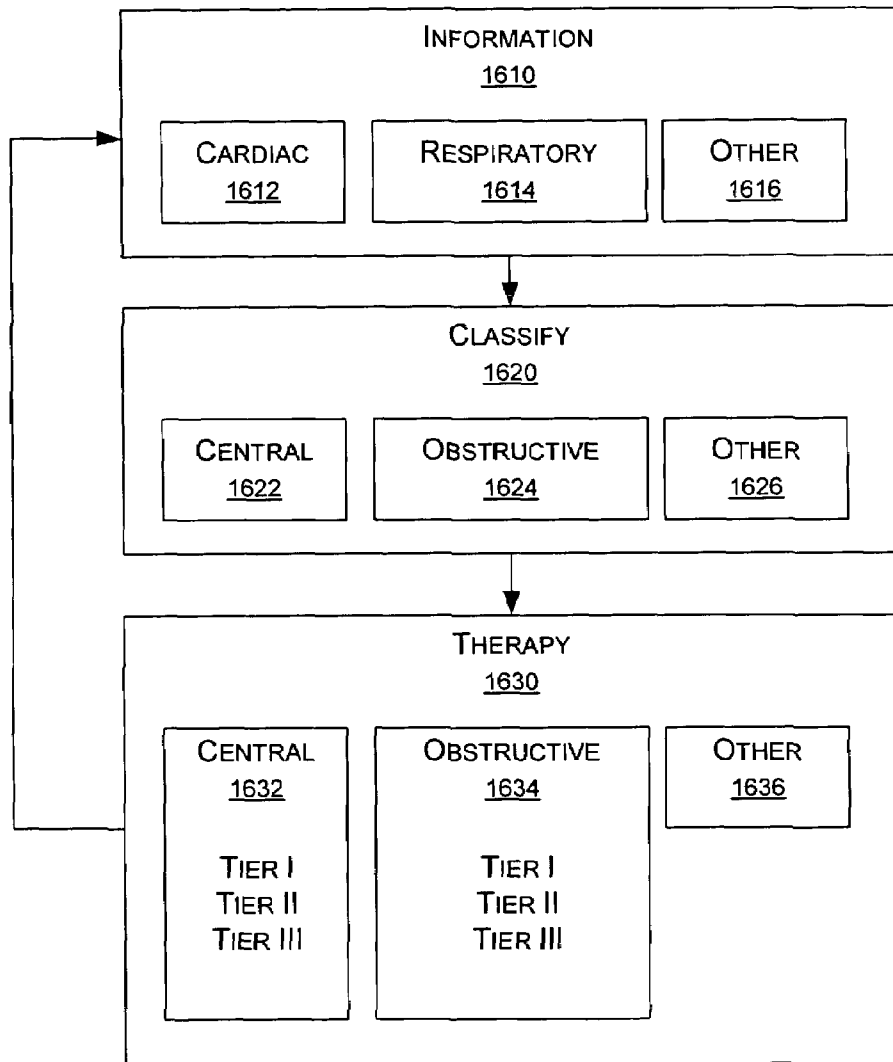 INFORMATION
1610
CARDIAC
1612
RESPIRATORY
1614
OTHER
1616
CLASSIFY
1620
CENTRAL
1622
OBSTRUCTIVE
1624
OTHER
1626
THERAPY
1630
CENTRAL
1632
TIER I
TIER II
TIER III
OBSTRUCTIVE
1634
TIER I
TIER II
TIER III
OTHER
1636